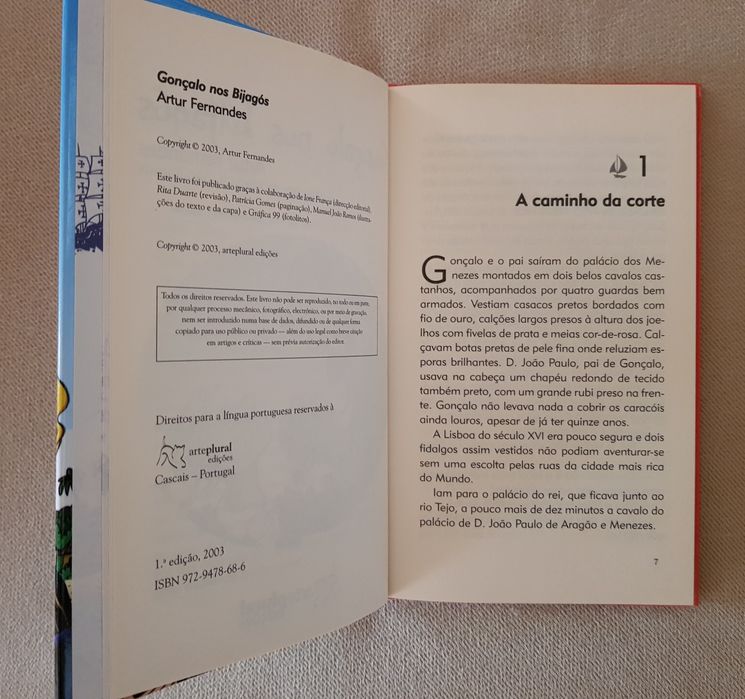 Gonçalo nos Bijagós
Artur Fernandes
Copyright © 2003, Artur Fernandes
Este livro foi publicado graças à colaboração de Ione França (direcção editorial),
Rita Duarte (revisão), Patrícia Gomes (paginação), Manuel João Ramos (ilustra-
ções do texto e da capa) e Gráfica 99 (fotolitos).
Copyright © 2003, arteplural edições
Todos os direitos reservados. Este livro não pode ser reproduzido, no todo ou em parte,
por qualquer processo mecânico, fotográfico, electrónico, ou por meio de gravação,
nem ser introduzido numa base de dados, difundido ou de qualquer forma
copiado para uso público ou privado — além do uso legal como breve citação
em artigos e críticas — sem prévia autorização do editor.
Direitos para a língua portuguesa reservados à
arteplural
edições
Cascais – Portugal
1.ª edição, 2003
ISBN 972-9478-68-6
1
A caminho da corte
Gonçalo e o pai saíram do palácio dos Me-
nezes montados em dois belos cavalos cas-
tanhos, acompanhados por quatro guardas bem
armados. Vestiam casacos pretos bordados com
fio de ouro, calções largos presos à altura dos joe-
lhos com fivelas de prata e meias cor-de-rosa. Cal-
çavam botas pretas de pele fina onde reluziam es-
poras brilhantes. D. João Paulo, pai de Gonçalo,
usava na cabeça um chapéu redondo de tecido
também preto, com um grande rubi preso na fren-
te. Gonçalo não levava nada a cobrir os caracóis
ainda louros, apesar de já ter quinze anos.
A Lisboa do século XVI era pouco segura e dois
fidalgos assim vestidos não podiam aventurar-se
sem uma escolta pelas ruas da cidade mais rica
do Mundo.
Iam para o palácio do rei, que ficava junto ao
rio Tejo, a pouco mais de dez minutos a cavalo do
palácio de D. João Paulo de Aragão e Menezes.
7